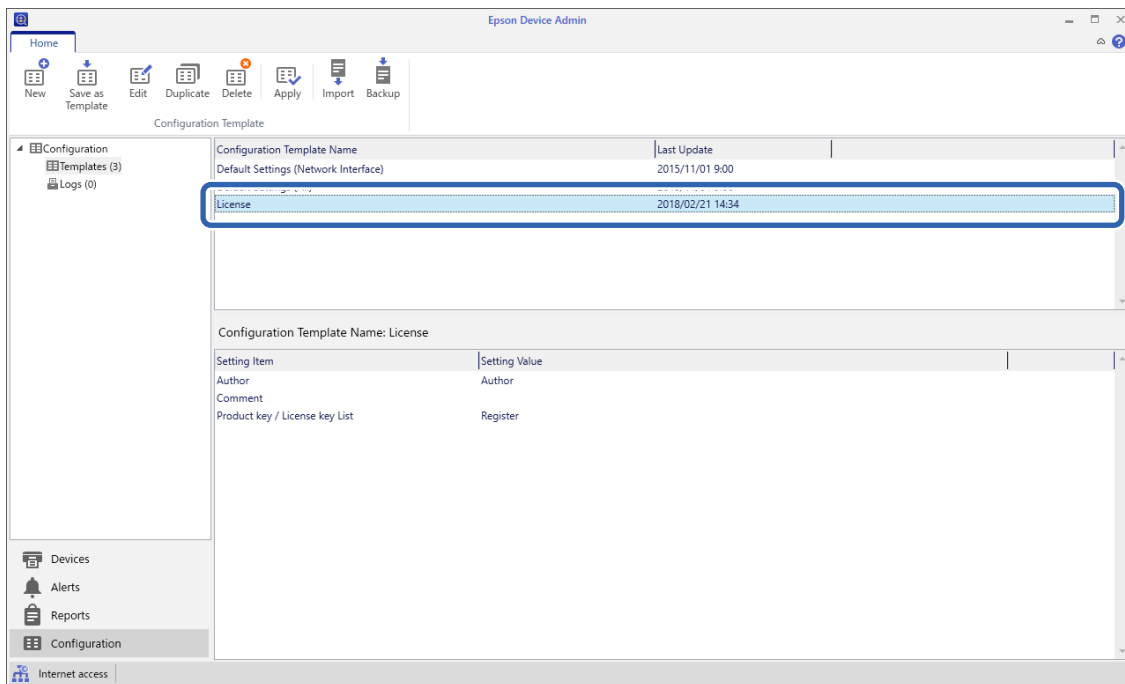 Epson Device Admin
Home
New Save as Template Edit Duplicate Delete Apply Import Backup
Configuration Template
Configuration
Templates (3)
Logs (0)
Configuration Template Name Last Update
Default Settings (Network Interface) 2015/11/01 9:00
License 2018/02/21 14:34
Configuration Template Name: License
Setting Item Setting Value
Author Author
Comment
Product key / License key List Register
Devices
Alerts
Reports
Configuration
Internet access